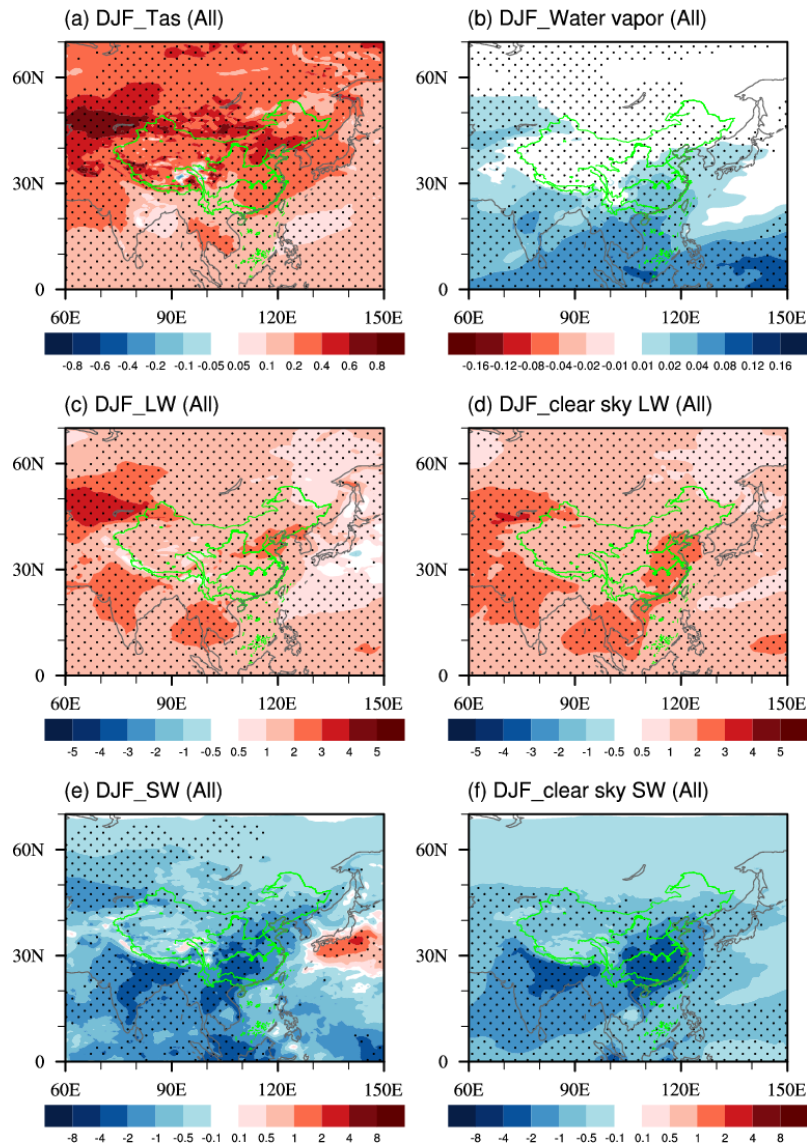 (a) DJF_Tas (All)
(b) DJF_Water vapor (All)
60N
60N
30N
30N
0
0
60E 90E 120E 150E
60E 90E 120E 150E
-0.8 -0.6 -0.4 -0.2 -0.1 -0.05 0.05 0.1 0.2 0.4 0.6 0.8
-0.16 -0.12 -0.08 -0.04 -0.02 -0.01 0.01 0.02 0.04 0.08 0.12 0.16
(c) DJF_LW (All)
(d) DJF_clear sky LW (All)
60N
60N
30N
30N
0
0
60E 90E 120E 150E
60E 90E 120E 150E
-5 -4 -3 -2 -1 -0.5 0.5 1 2 3 4 5
-5 -4 -3 -2 -1 -0.5 0.5 1 2 3 4 5
(e) DJF_SW (All)
(f) DJF_clear sky SW (All)
60N
60N
30N
30N
0
0
60E 90E 120E 150E
60E 90E 120E 150E
-8 -4 -2 -1 -0.5 -0.1 0.1 0.5 1 2 4 8
-8 -4 -2 -1 -0.5 -0.1 0.1 0.5 1 2 4 8